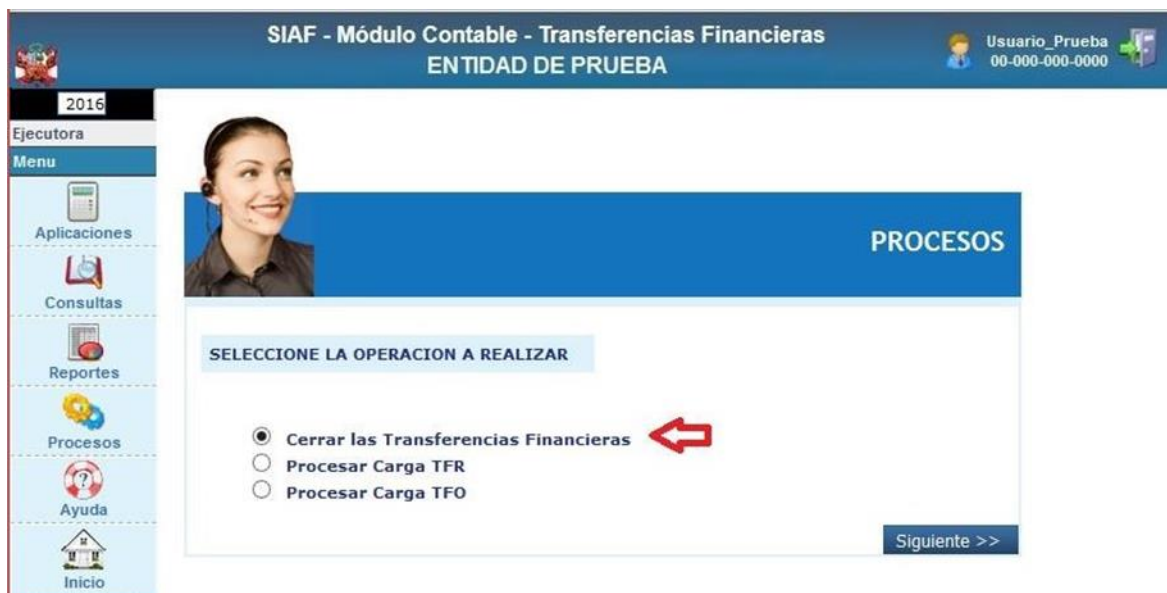 SIAF - Módulo Contable - Transferencias Financieras
ENTIDAD DE PRUEBA
Usuario_Prueba
00-000-000-0000
2016
Ejecutora
Menu
Aplicaciones
Consultas
Reportes
Procesos
Ayuda
Inicio
PROCESOS
SELECCIONE LA OPERACION A REALIZAR
Cerrar las Transferencias Financieras
Procesar Carga TFR
Procesar Carga TFO
Siguiente >>